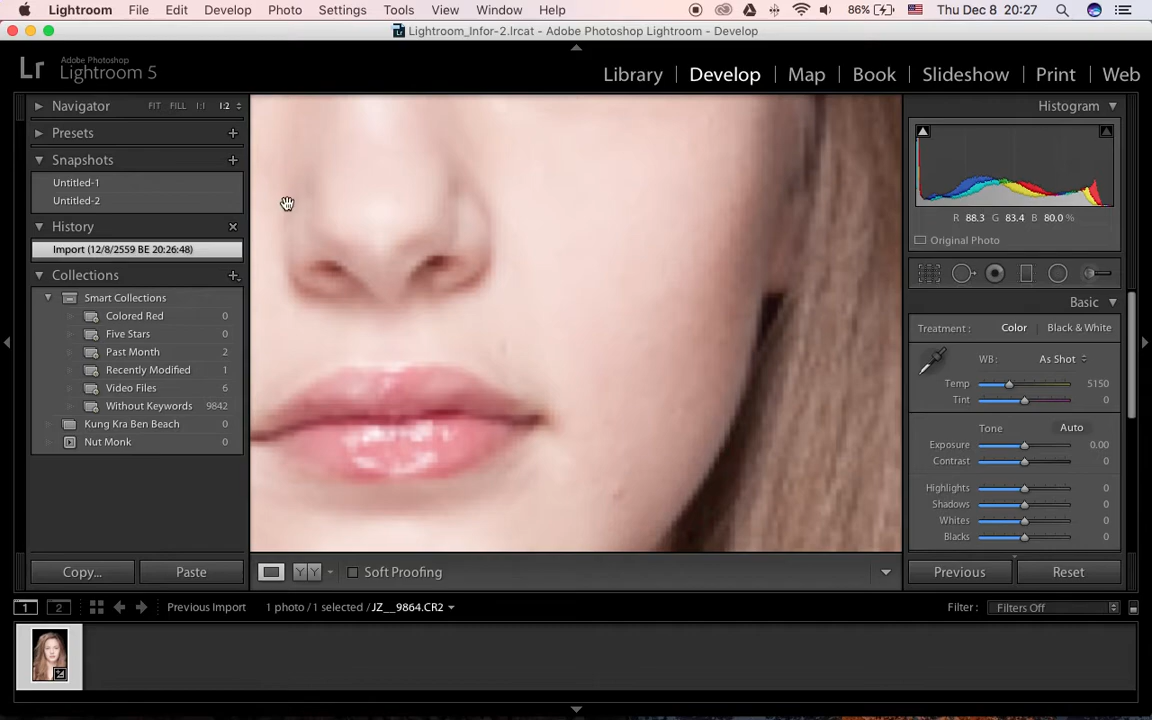 Lightroom File Edit Develop Photo Settings Tools View Window Help 86% Thu Dec 8 20:27
Lightroom_Infor-2.lrcat - Adobe Photoshop Lightroom - Develop
Lr Adobe Photoshop
Lightroom 5
Library Develop Map Book Slideshow Print Web
Navigator FIT FILL 1:1 1:2
Presets
Snapshots
Untitled-1
Untitled-2
History
Import (12/8/2559 BE 20:26:48)
Collections
Smart Collections
Colored Red 0
Five Stars 0
Past Month 2
Recently Modified 1
Video Files 6
Without Keywords 9842
Kung Kra Ben Beach 0
Nut Monk 0
Copy... Paste
Soft Proofing
Histogram
R 88.3 G 83.4 B 80.0 %
Original Photo
Basic
Treatment : Color Black & White
WB: As Shot
Temp 5150
Tint 0
Tone Auto
Exposure 0.00
Contrast 0
Highlights 0
Shadows 0
Whites 0
Blacks 0
Previous Reset
1 2 Previous Import 1 photo / 1 selected / JZ__9864.CR2 Filter : Filters Off